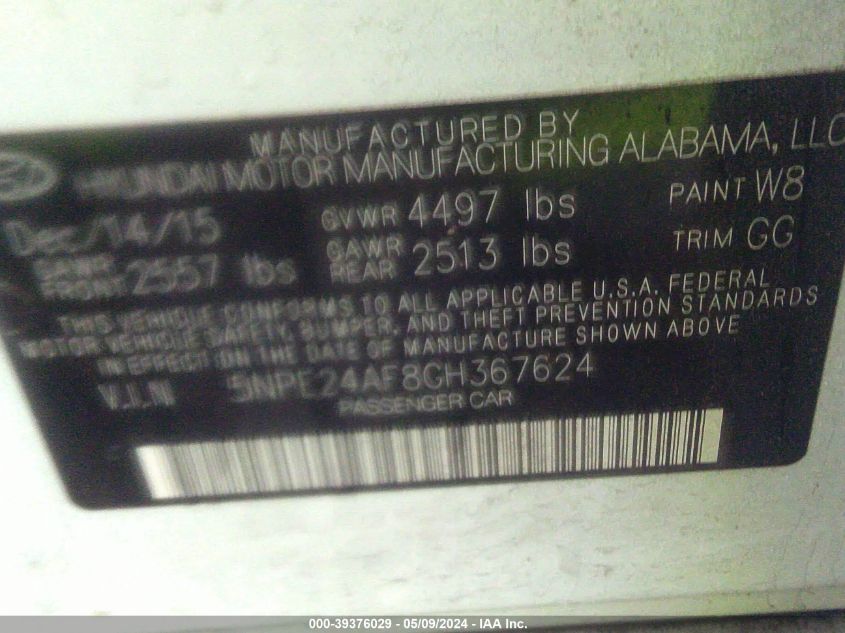 MANUFACTURED BY
HYUNDAI MOTOR MANUFACTURING ALABAMA, LLC
Dec/14/15 GVWR 4497 lbs PAINT W8
GAWR FRONT 2557 lbs GAWR REAR 2513 lbs TRIM GG
THIS VEHICLE CONFORMS TO ALL APPLICABLE U.S.A. FEDERAL
MOTOR VEHICLE SAFETY, BUMPER, AND THEFT PREVENTION STANDARDS
IN EFFECT ON THE DATE OF MANUFACTURE SHOWN ABOVE
V.I.N 5NPE24AF8GH367624
PASSENGER CAR
000-39376029 - 05/09/2024 - IAA Inc.